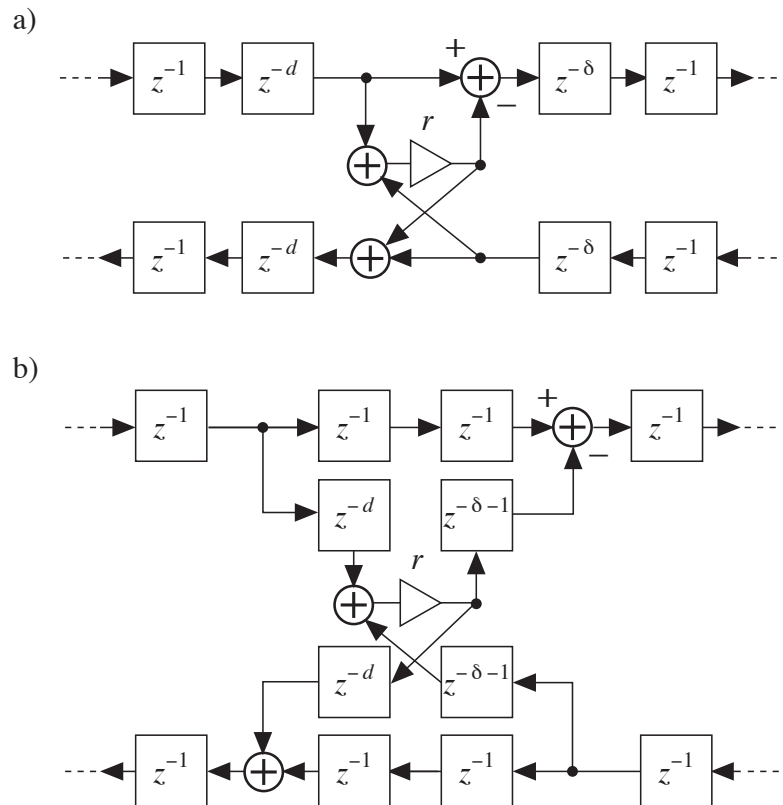 a)
z⁻¹ z⁻ᵈ + z⁻ᵟ z⁻¹
−
r
z⁻¹ z⁻ᵈ z⁻ᵟ z⁻¹
b)
z⁻¹ z⁻¹ z⁻¹ + z⁻¹
−
z⁻ᵈ z⁻ᵟ⁻¹
r
z⁻ᵈ z⁻ᵟ⁻¹
z⁻¹ z⁻¹ z⁻¹ z⁻¹